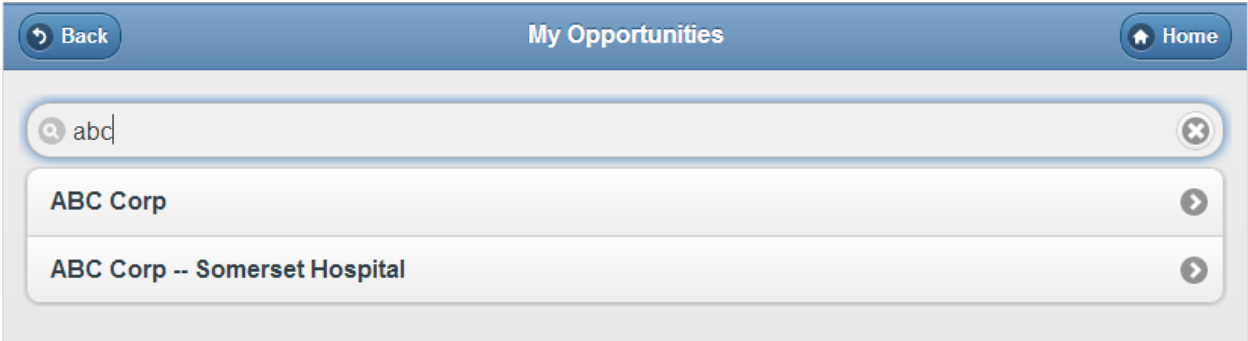 Back My Opportunities Home
abc
ABC Corp
ABC Corp -- Somerset Hospital